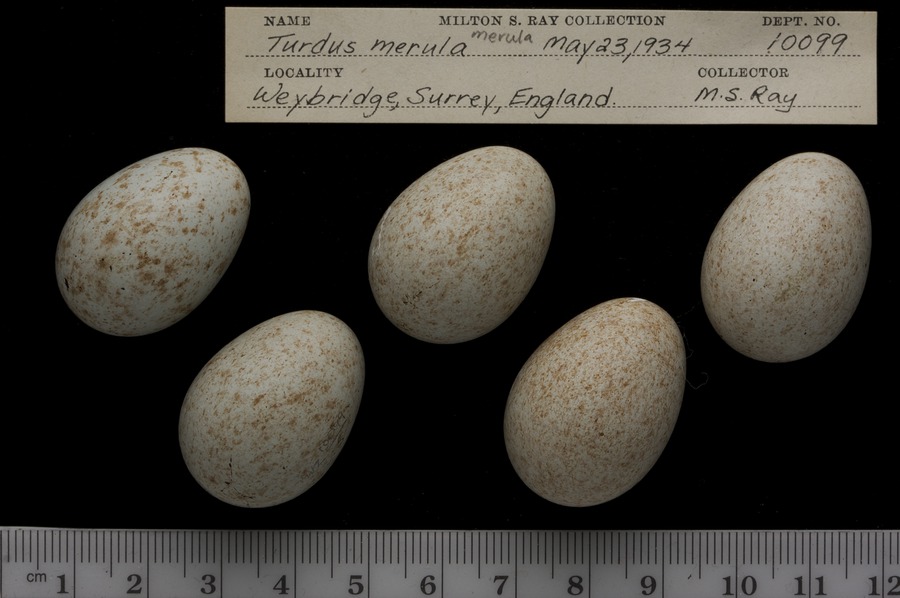 NAME MILTON S. RAY COLLECTION DEPT. NO.
Turdus merula merula May 23, 1934 10099
LOCALITY COLLECTOR
Weybridge, Surrey, England. M.S. Ray
cm 1 2 3 4 5 6 7 8 9 10 11 12